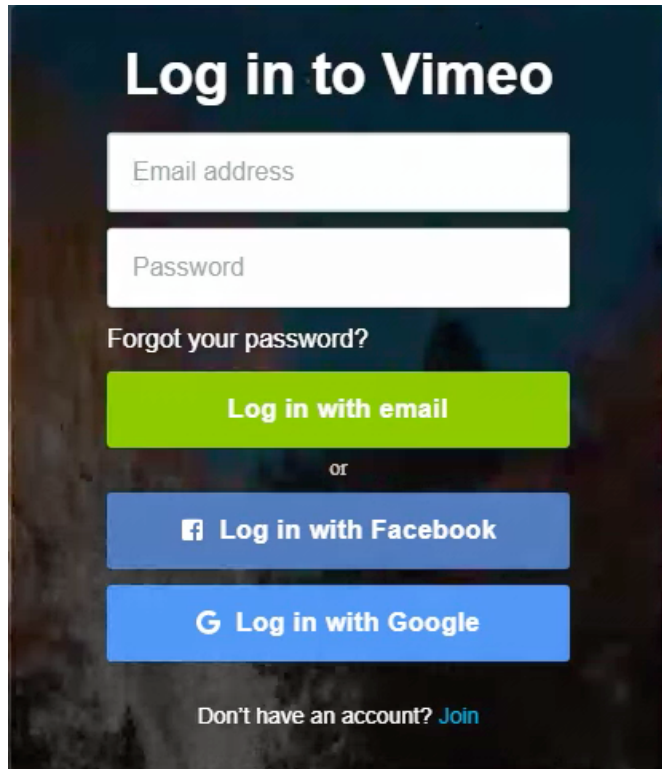 Log in to Vimeo
Email address
Password
Forgot your password?
Log in with email
or
Log in with Facebook
Log in with Google
Don't have an account? Join